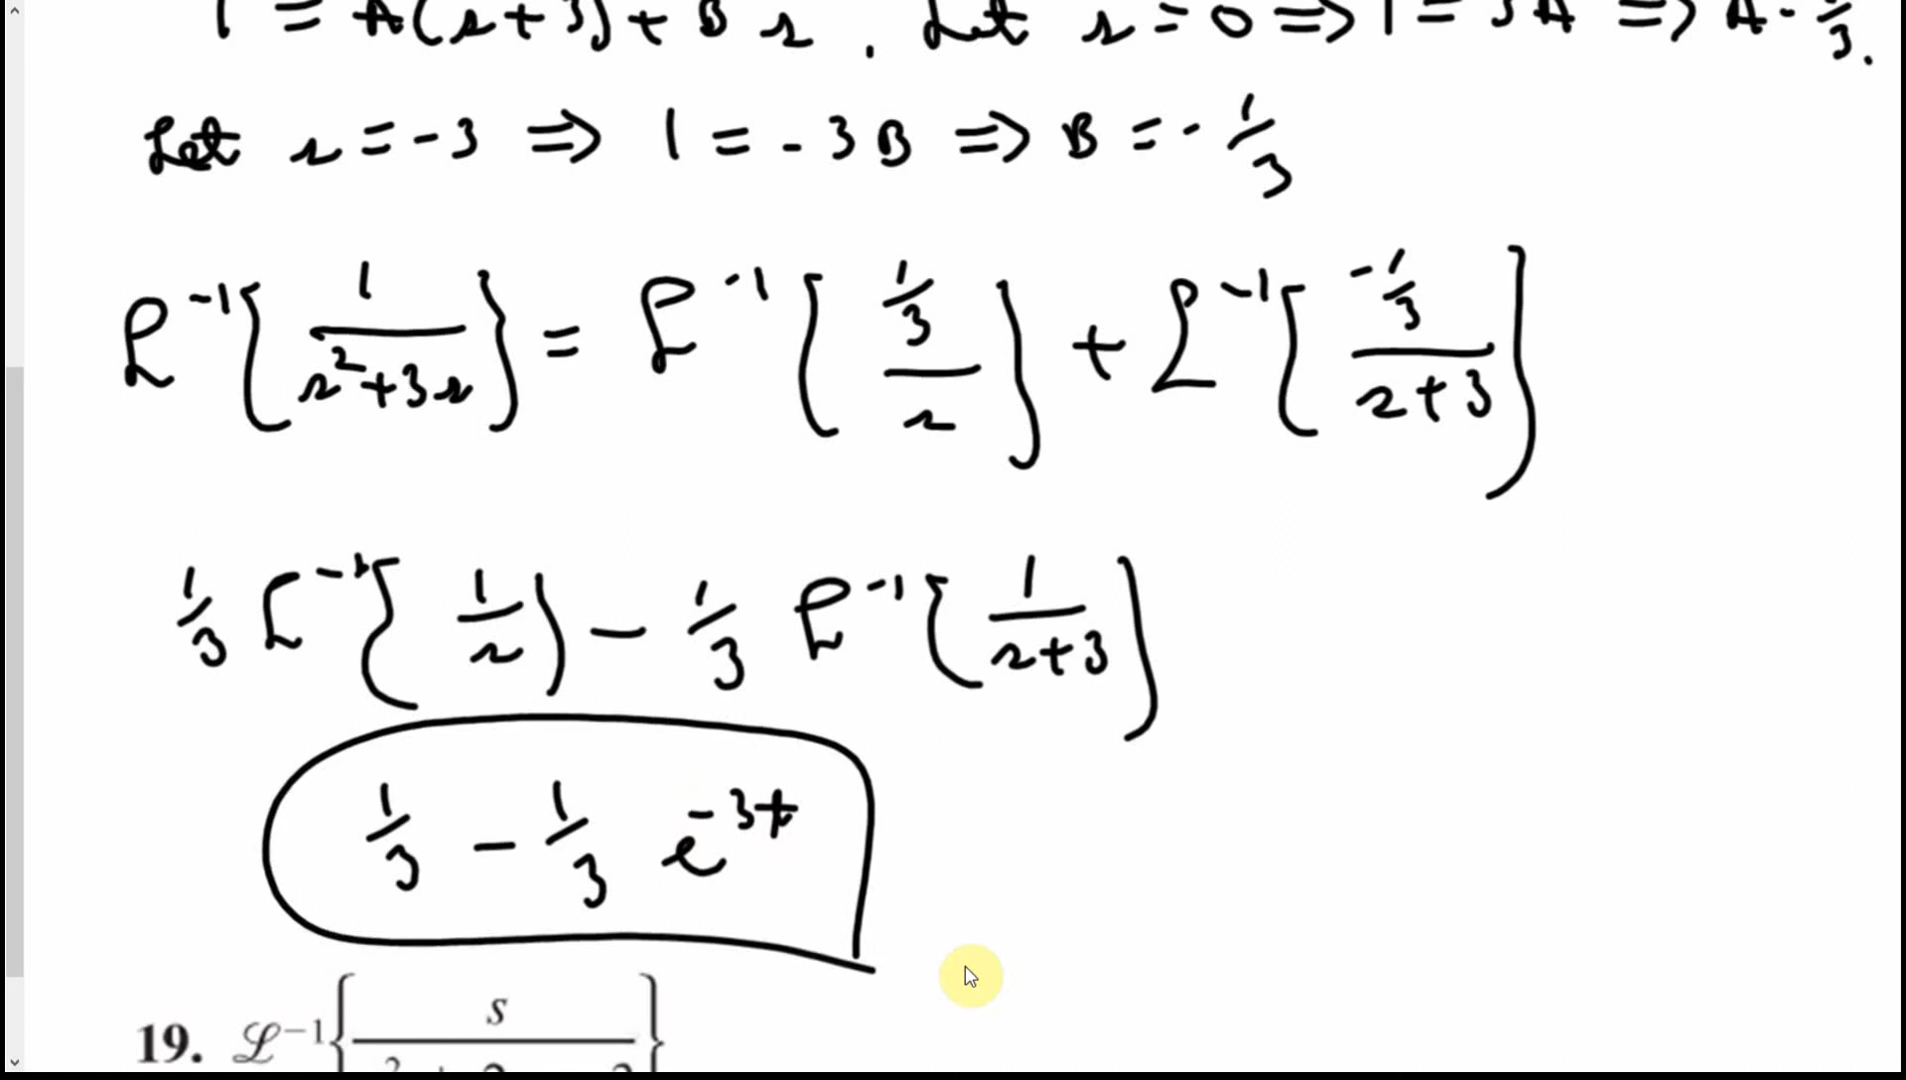 1 = A(s+3)+ B s . Let s = 0 ⇒ 1 = 3A ⇒ A = 1/3.
Let s = -3 ⇒ 1 = -3B ⇒ B = -1/3
ℒ⁻¹{1/(s²+3s)} = ℒ⁻¹{(1/3)/s} + ℒ⁻¹{(-1/3)/(s+3)}
1/3 ℒ⁻¹{1/s} - 1/3 ℒ⁻¹{1/(s+3)}
1/3 - 1/3 e⁻³ᵗ
19. ℒ⁻¹{s